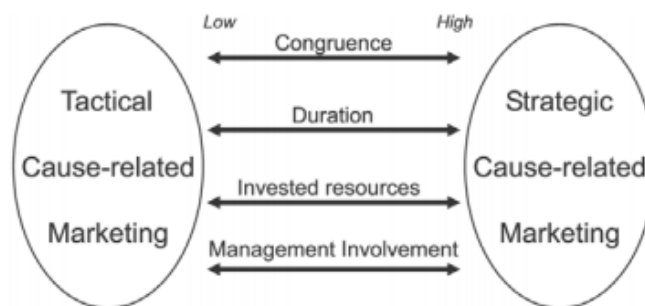 Low High
Congruence
Tactical
Cause-related
Marketing
Duration
Invested resources
Management Involvement
Strategic
Cause-related
Marketing